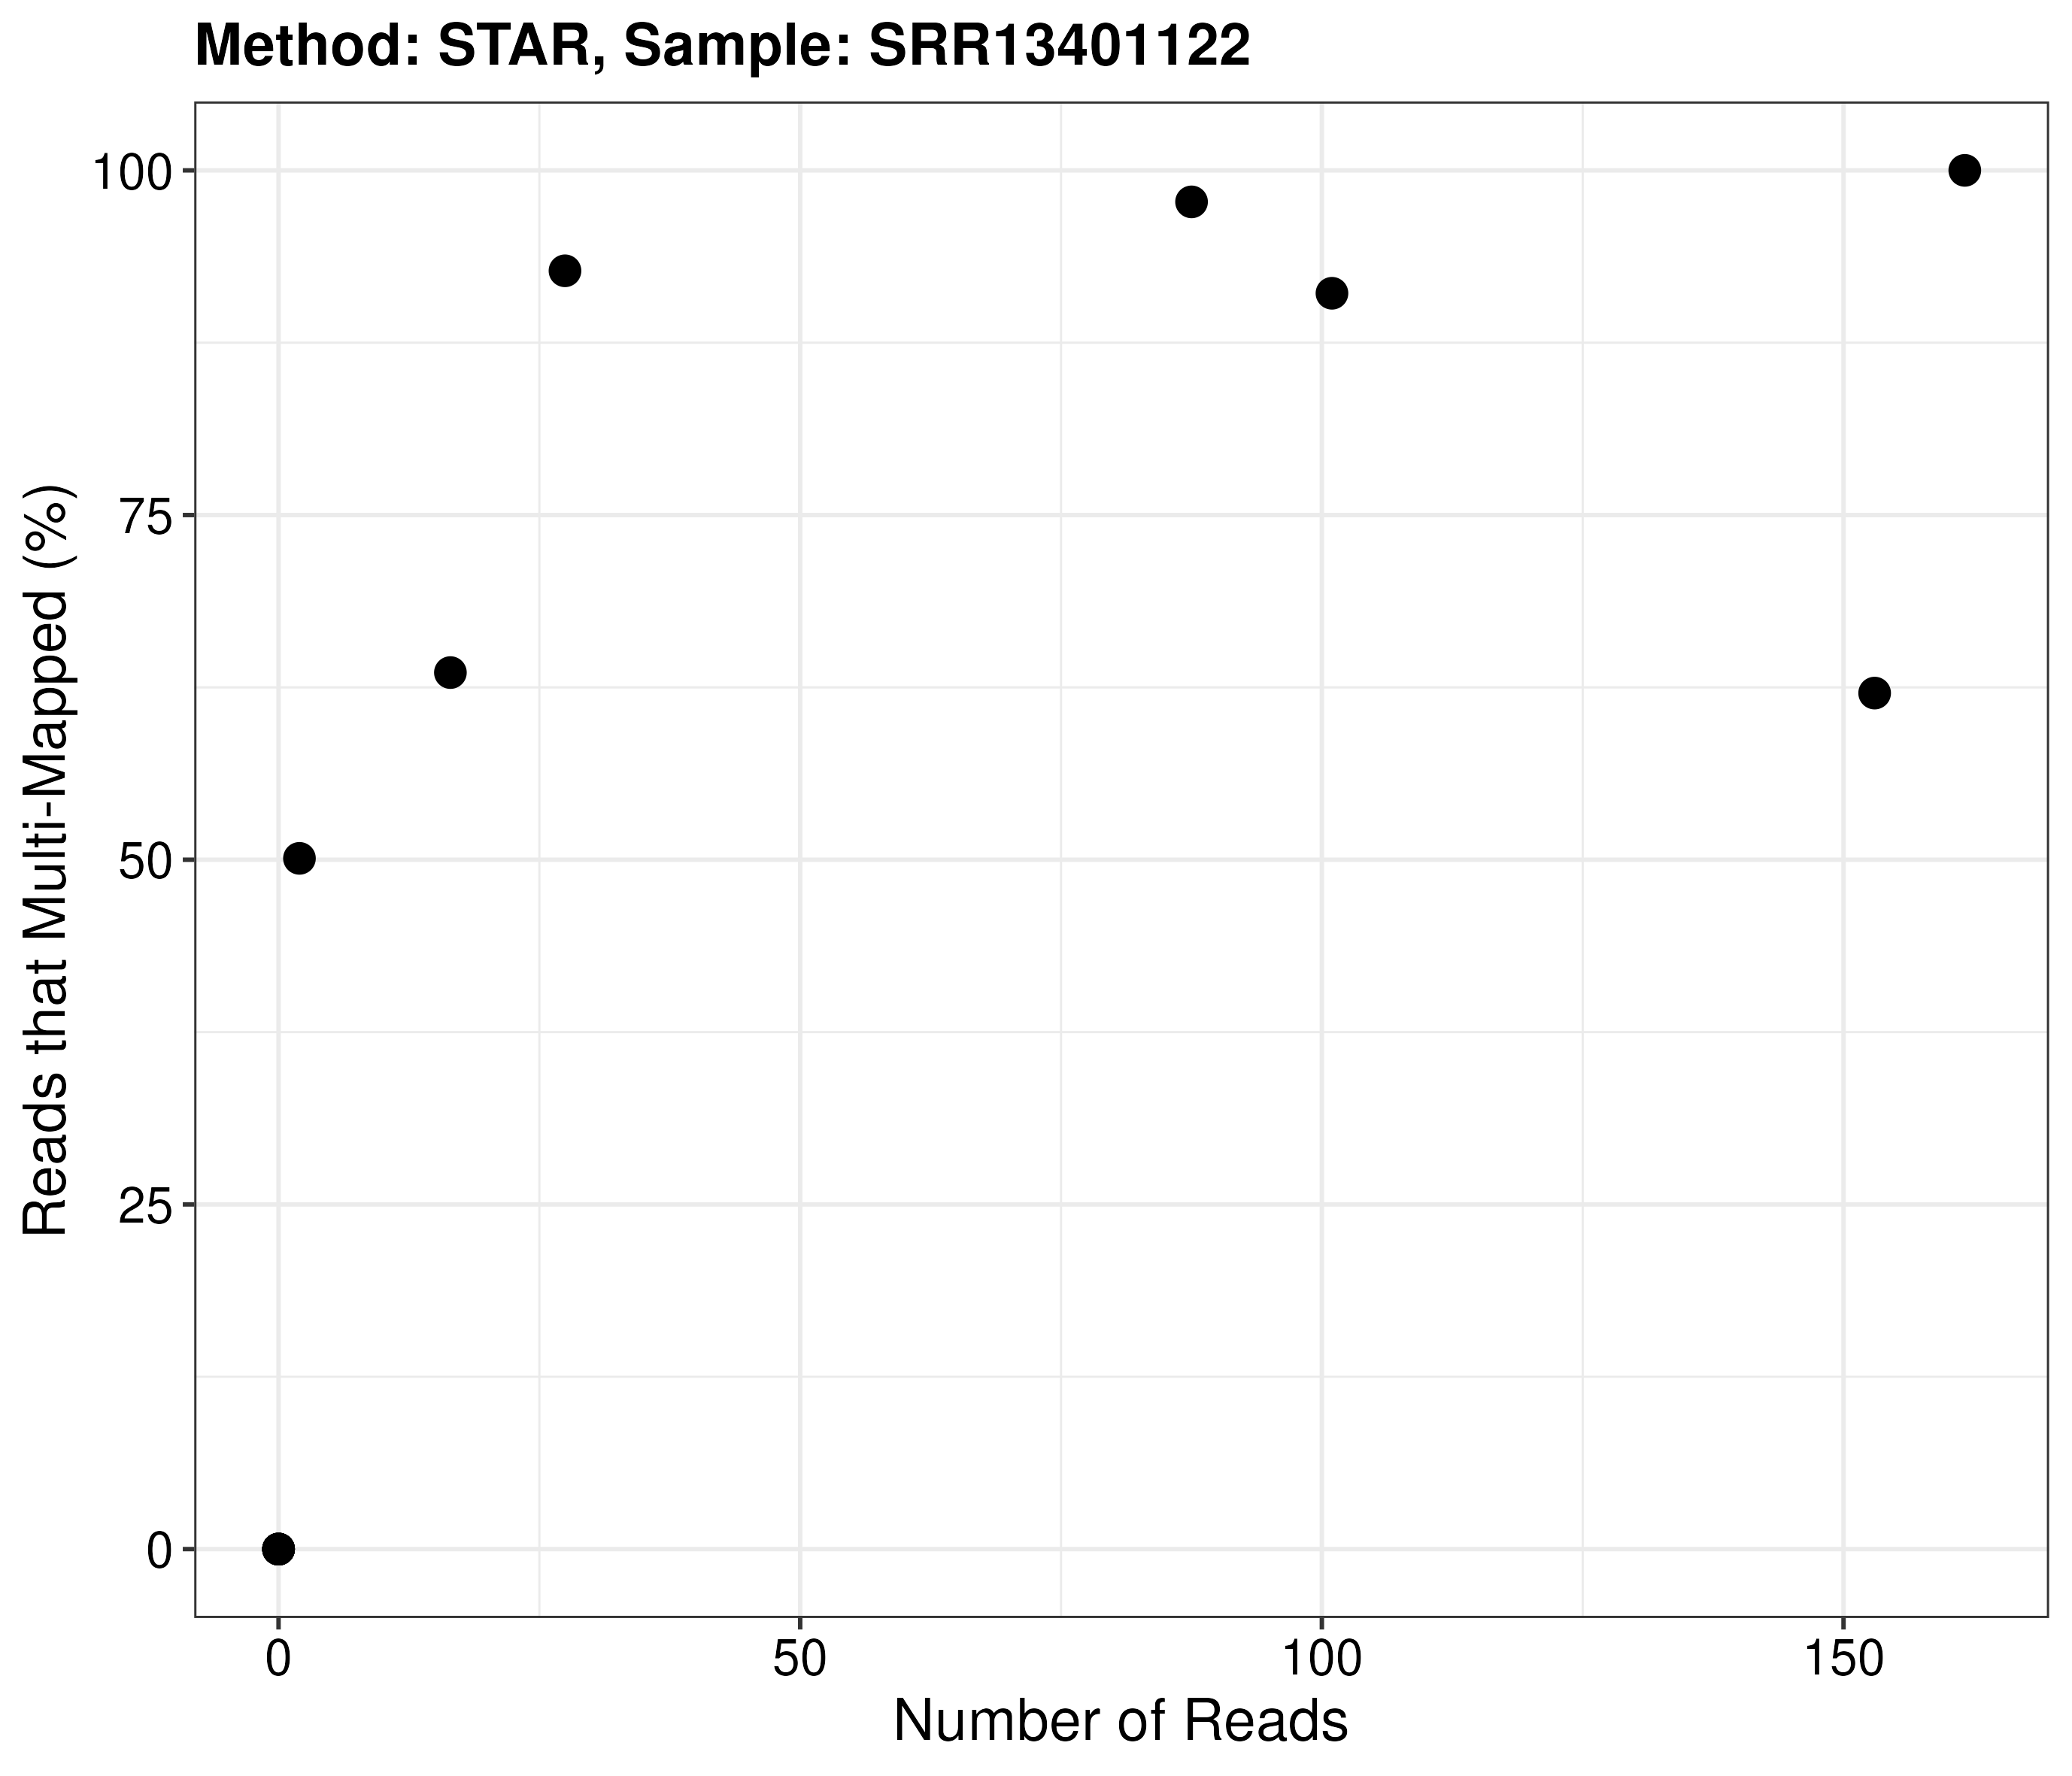 Method: STAR, Sample: SRR13401122
Reads that Multi-Mapped (%)
100
75
50
25
0
0 50 100 150
Number of Reads